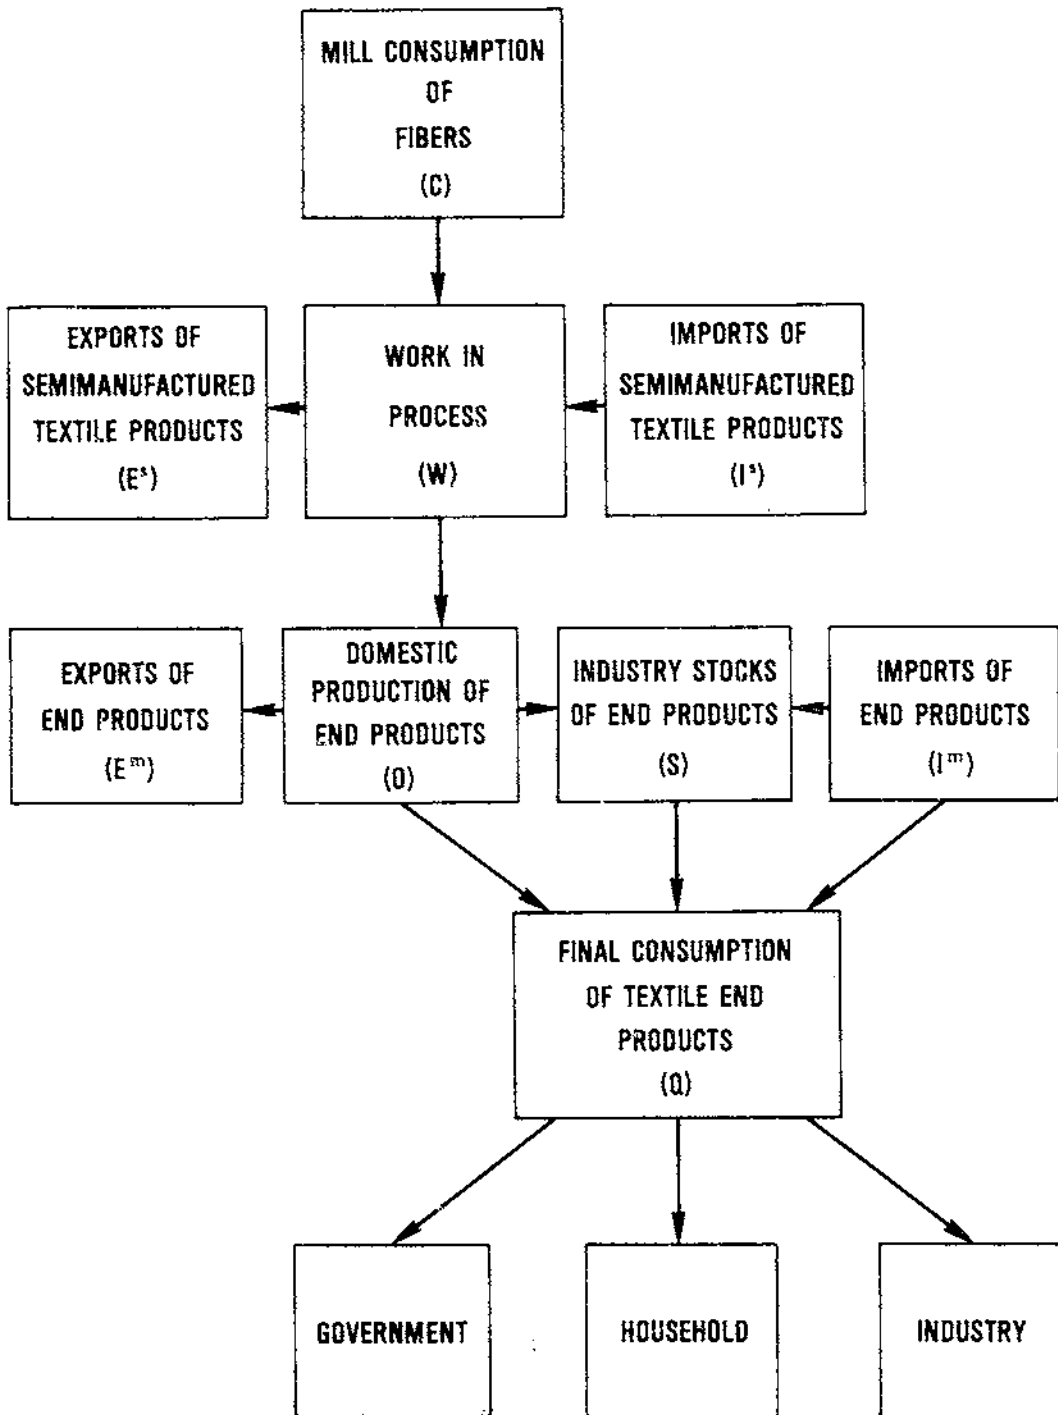 MILL CONSUMPTION
OF
FIBERS
(C)
EXPORTS OF
SEMIMANUFACTURED
TEXTILE PRODUCTS
(Eˢ)
WORK IN
PROCESS
(W)
IMPORTS OF
SEMIMANUFACTURED
TEXTILE PRODUCTS
(Iˢ)
EXPORTS OF
END PRODUCTS
(Eᵐ)
DOMESTIC
PRODUCTION OF
END PRODUCTS
(O)
INDUSTRY STOCKS
OF END PRODUCTS
(S)
IMPORTS OF
END PRODUCTS
(Iᵐ)
FINAL CONSUMPTION
OF TEXTILE END
PRODUCTS
(Q)
GOVERNMENT
HOUSEHOLD
INDUSTRY